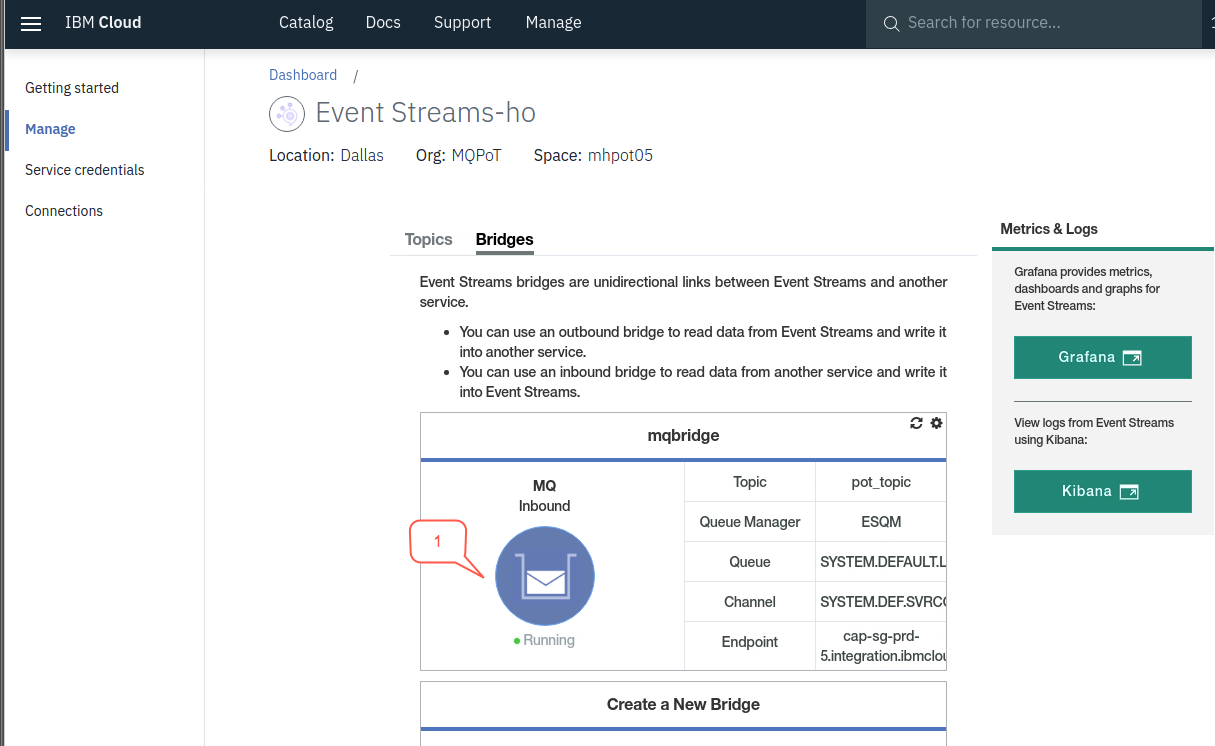 IBM Cloud
Catalog
Docs
Support
Manage
Search for resource...
Getting started
Manage
Service credentials
Connections
Dashboard /
Event Streams-ho
Location: Dallas
Org: MQPoT
Space: mhpot05
Topics
Bridges
Event Streams bridges are unidirectional links between Event Streams and another
service.
• You can use an outbound bridge to read data from Event Streams and write it
into another service.
• You can use an inbound bridge to read data from another service and write it
into Event Streams.
mqbridge
MQ
Inbound
1
Running
Topic pot_topic
Queue Manager ESQM
Queue SYSTEM.DEFAULT.L
Channel SYSTEM.DEF.SVRCO
Endpoint cap-sg-prd-
5.integration.ibmclou
Create a New Bridge
Metrics & Logs
Grafana provides metrics,
dashboards and graphs for
Event Streams:
Grafana
View logs from Event Streams
using Kibana:
Kibana